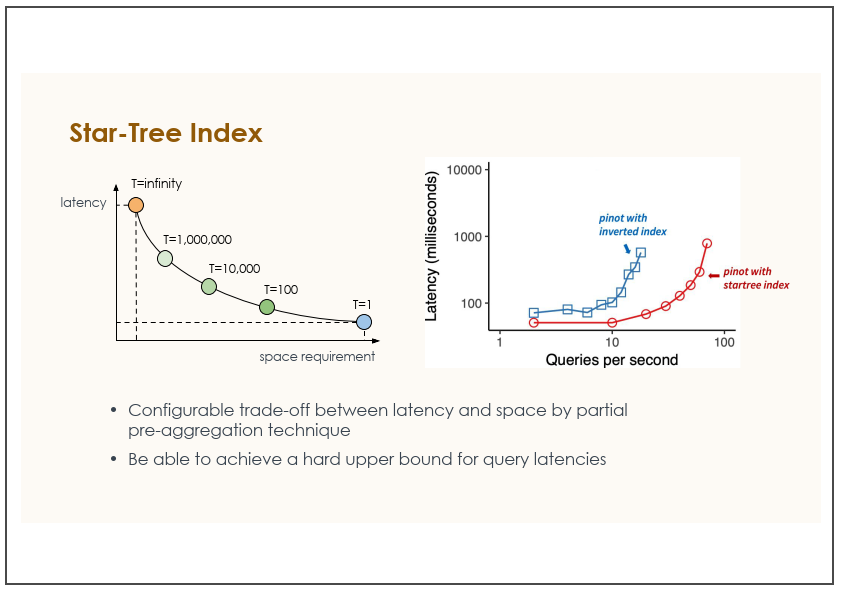 Star-Tree Index
T=infinity
latency
T=1,000,000
T=10,000
T=100
T=1
space requirement
10000
1000
100
Latency (milliseconds)
pinot with
inverted index
pinot with
startree index
1
10
100
Queries per second
• Configurable trade-off between latency and space by partial
pre-aggregation technique
• Be able to achieve a hard upper bound for query latencies